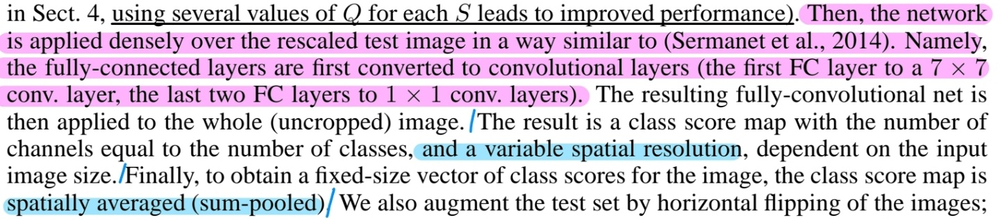 in Sect. 4, using several values of Q for each S leads to improved performance). Then, the network
is applied densely over the rescaled test image in a way similar to (Sermanet et al., 2014). Namely,
the fully-connected layers are first converted to convolutional layers (the first FC layer to a 7 × 7
conv. layer, the last two FC layers to 1 × 1 conv. layers). The resulting fully-convolutional net is
then applied to the whole (uncropped) image. The result is a class score map with the number of
channels equal to the number of classes, and a variable spatial resolution, dependent on the input
image size. Finally, to obtain a fixed-size vector of class scores for the image, the class score map is
spatially averaged (sum-pooled). We also augment the test set by horizontal flipping of the images;